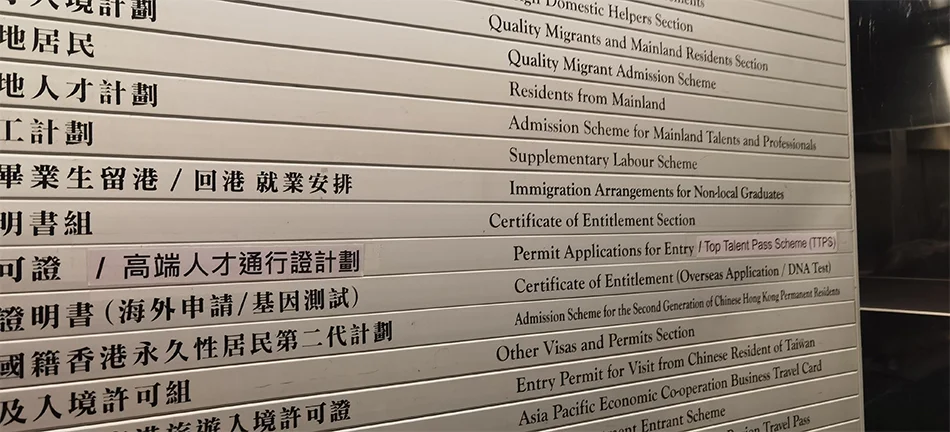 入境計劃
Domestic Helpers Section
地居民
Quality Migrants and Mainland Residents Section
Quality Migrant Admission Scheme
地人才計劃
Residents from Mainland
工計劃
Admission Scheme for Mainland Talents and Professionals
Supplementary Labour Scheme
畢業生留港 / 回港 就業安排
Immigration Arrangements for Non-local Graduates
明書組
Certificate of Entitlement Section
可證 / 高端人才通行證計劃
Permit Applications for Entry / Top Talent Pass Scheme (TTPS)
證明書 (海外申請/基因測試)
Certificate of Entitlement (Overseas Application / DNA Test)
國籍香港永久性居民第二代計劃
Admission Scheme for the Second Generation of Chinese Hong Kong Permanent Residents
及入境許可組
Other Visas and Permits Section
旅遊入境許可證
Entry Permit for Visit from Chinese Resident of Taiwan
Asia Pacific Economic Co-operation Business Travel Card
Entrant Scheme
Travel Pass